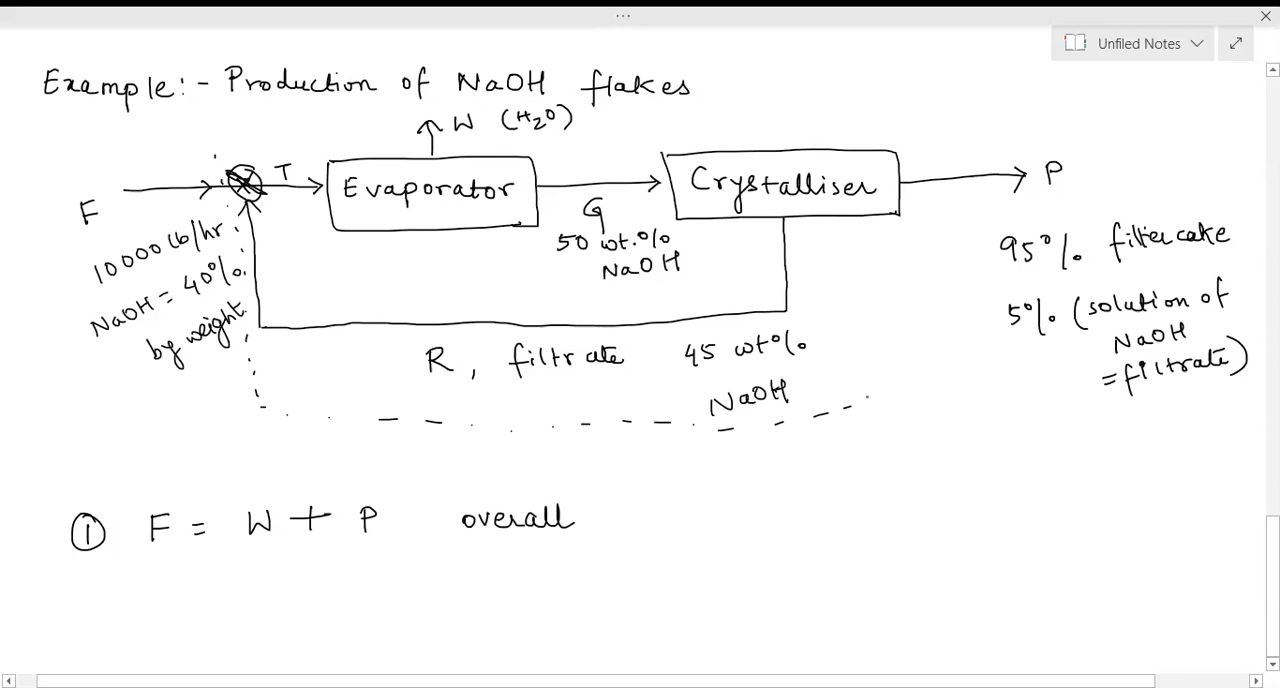 Unfiled Notes
Example:- Production of NaOH flakes
W (H2O)
T
Evaporator
Crystalliser
P
F
10000 lb/hr
NaOH = 40%.
by weight.
G
50 wt.%
NaOH
95%. filter cake
5%. (solution of
NaOH
= filtrate)
R, filtrate 45 wt%
NaOH
① F = W + P overall